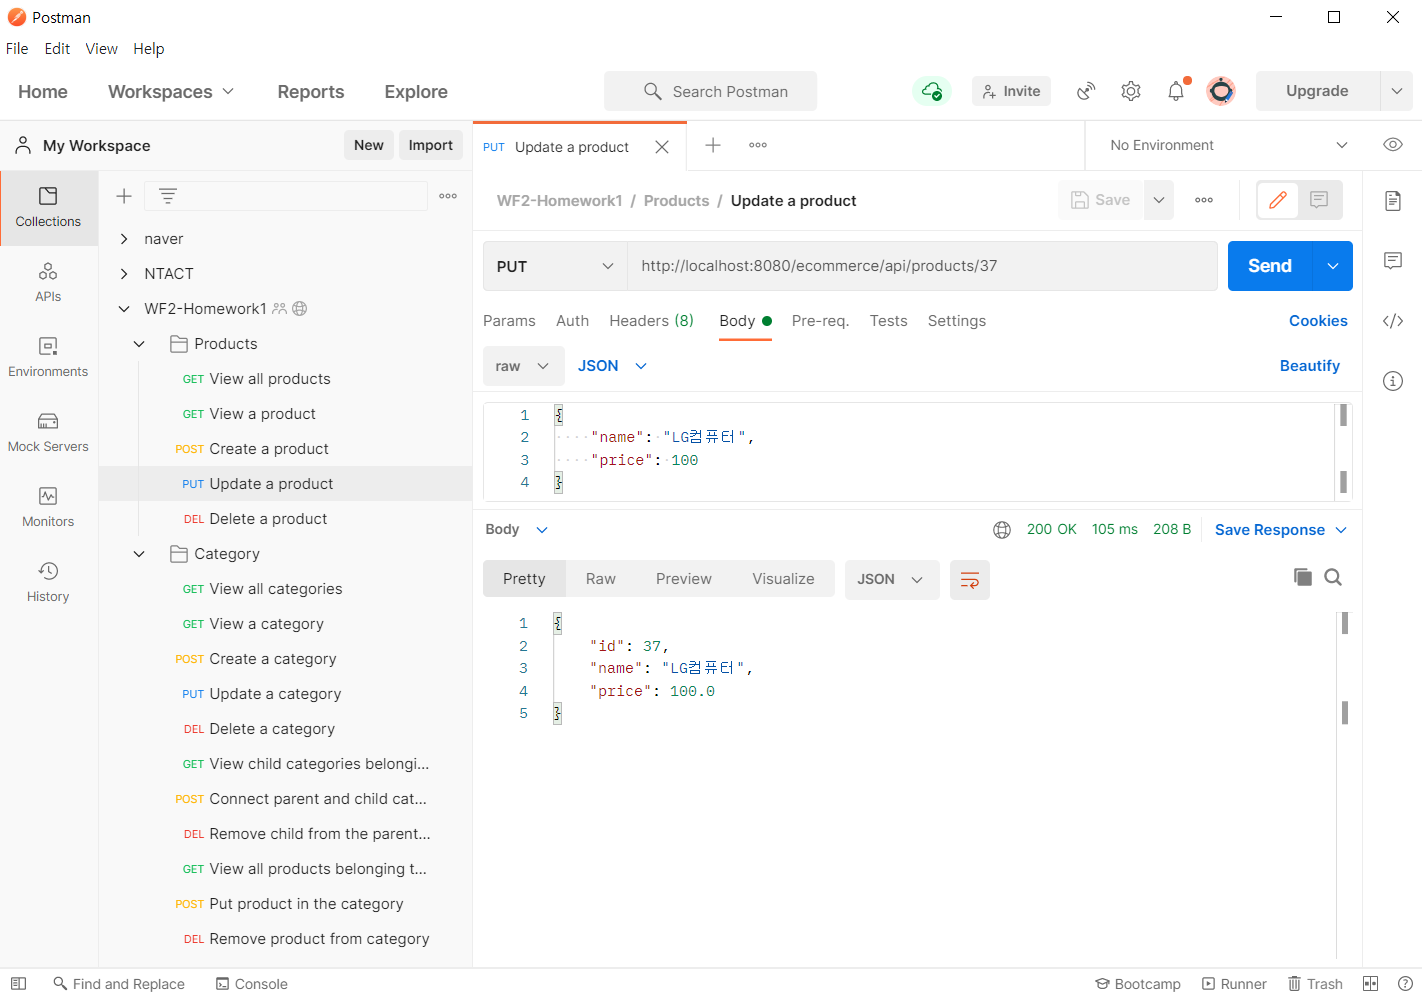 Postman
File Edit View Help
Home Workspaces Reports Explore Search Postman Invite Upgrade
My Workspace New Import
PUT Update a product
No Environment
Collections
APIs
Environments
Mock Servers
Monitors
History
naver
NTACT
WF2-Homework1
Products
GET View all products
GET View a product
POST Create a product
PUT Update a product
DEL Delete a product
Category
GET View all categories
GET View a category
POST Create a category
PUT Update a category
DEL Delete a category
GET View child categories belongi...
POST Connect parent and child cat...
DEL Remove child from the parent...
GET View all products belonging t...
POST Put product in the category
DEL Remove product from category
WF2-Homework1 / Products / Update a product Save
PUT http://localhost:8080/ecommerce/api/products/37 Send
Params Auth Headers (8) Body Pre-req. Tests Settings Cookies
raw JSON Beautify
1 {
2 "name": "LG컴퓨터",
3 "price": 100
4 }
Body 200 OK 105 ms 208 B Save Response
Pretty Raw Preview Visualize JSON
1 {
2 "id": 37,
3 "name": "LG컴퓨터",
4 "price": 100.0
5 }
Find and Replace Console Bootcamp Runner Trash